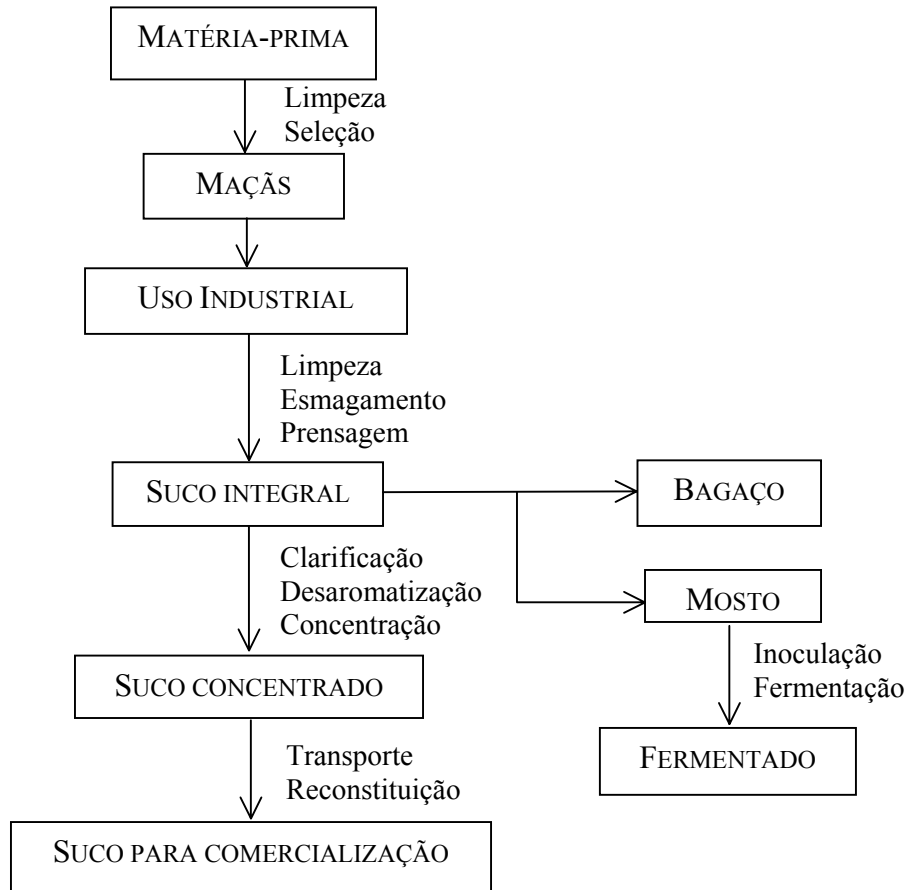 MATÉRIA-PRIMA
Limpeza
Seleção
MAÇÃS
USO INDUSTRIAL
Limpeza
Esmagamento
Prensagem
SUCO INTEGRAL
BAGAÇO
Clarificação
Desaromatização
Concentração
MOSTO
Inoculação
Fermentação
SUCO CONCENTRADO
FERMENTADO
Transporte
Reconstituição
SUCO PARA COMERCIALIZAÇÃO